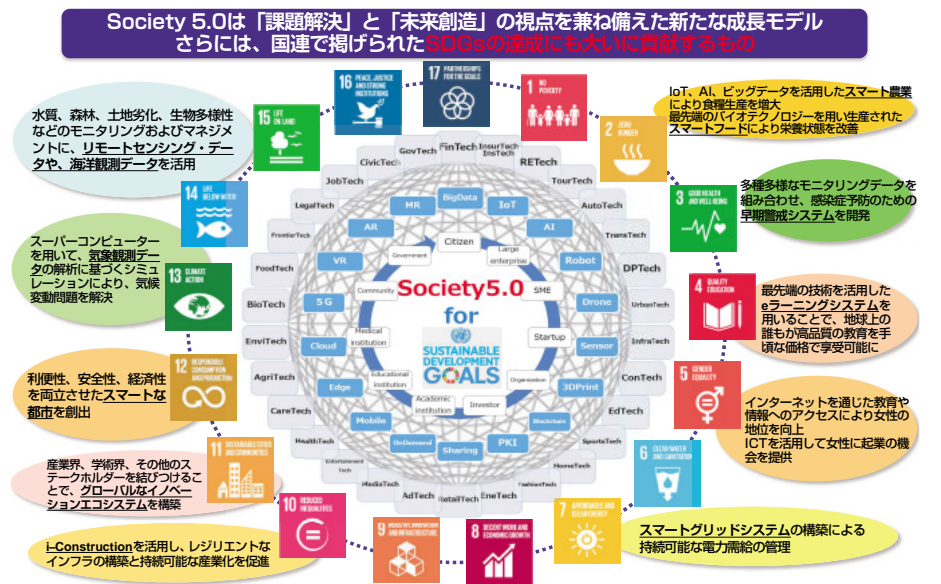 Society 5.0は「課題解決」と「未来創造」の視点を兼ね備えた新たな成長モデル
さらには、国連で掲げられたSDGsの達成にも大いに貢献するもの
17 PARTNERSHIPS
FOR THE GOALS
16 PEACE, JUSTICE
AND STRONG
INSTITUTIONS
1 NO
POVERTY
15 LIFE
ON LAND
2 ZERO
HUNGER
水質、森林、土地劣化、生物多様性
などのモニタリングおよびマネジメ
ントに、リモートセンシング・デー
タや、海洋観測データを活用
IoT、AI、ビッグデータを活用したスマート農業
により食糧生産を増大
最先端のバイオテクノロジーを用い生産された
スマートフードにより栄養状態を改善
14 LIFE
BELOW WATER
3 GOOD HEALTH
AND WELL-BEING
多種多様なモニタリングデータを
組み合わせ、感染症予防のための
早期警戒システムを開発
スーパーコンピューター
を用いて、気象観測デー
タの解析に基づくシミュ
レーションにより、気候
変動問題を解決
13 CLIMATE
ACTION
4 QUALITY
EDUCATION
最先端の技術を活用した
eラーニングシステムを
用いることで、地球上の
誰もが高品質の教育を手
頃な価格で享受可能に
利便性、安全性、経済性
を両立させたスマートな
都市を創出
12 RESPONSIBLE
CONSUMPTION
AND PRODUCTION
5 GENDER
EQUALITY
インターネットを通じた教育や
情報へのアクセスにより女性の
地位を向上
ICTを活用して女性に起業の機
会を提供
11 SUSTAINABLE CITIES
AND COMMUNITIES
6 CLEAN WATER
AND SANITATION
産業界、学術界、その他のス
テークホルダーを結びつけるこ
とで、グローバルなイノベー
ションエコシステムを構築
10 REDUCED
INEQUALITIES
7 AFFORDABLE AND
CLEAN ENERGY
スマートグリッドシステムの構築による
持続可能な電力需給の管理
i-Constructionを活用し、レジリエントな
インフラの構築と持続可能な産業化を促進
9 INDUSTRY, INNOVATION
AND INFRASTRUCTURE
8 DECENT WORK AND
ECONOMIC GROWTH
CivicTech
GovTech
FinTech
InsurTech
InsTech
RETech
TourTech
AutoTech
TransTech
DPTech
UrbanTech
InfraTech
ConTech
EdTech
SportsTech
HomeTech
FashionTech
EneTech
RetailTech
AdTech
MediaTech
Entertainment
Tech
HealthTech
CareTech
AgriTech
EnviTech
BioTech
FoodTech
FrontierTech
LegalTech
JobTech
BigData
IoT
AI
Robot
Drone
Sensor
3DPrint
Blockchain
PKI
Sharing
OnDemand
Mobile
Edge
Cloud
5G
VR
AR
MR
Citizen
Large
enterprise
SME
Startup
Organization
Investor
Academic
institution
Educational
institution
Medical
institution
Community
Government
Society5.0
for
SUSTAINABLE
DEVELOPMENT
GOALS